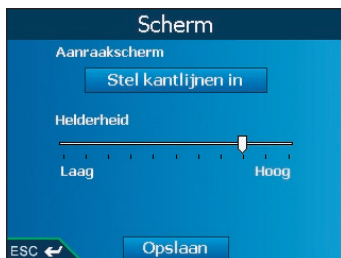 Scherm
Aanraakscherm
Stel kantlijnen in
Helderheid
Laag Hoog
ESC Opslaan